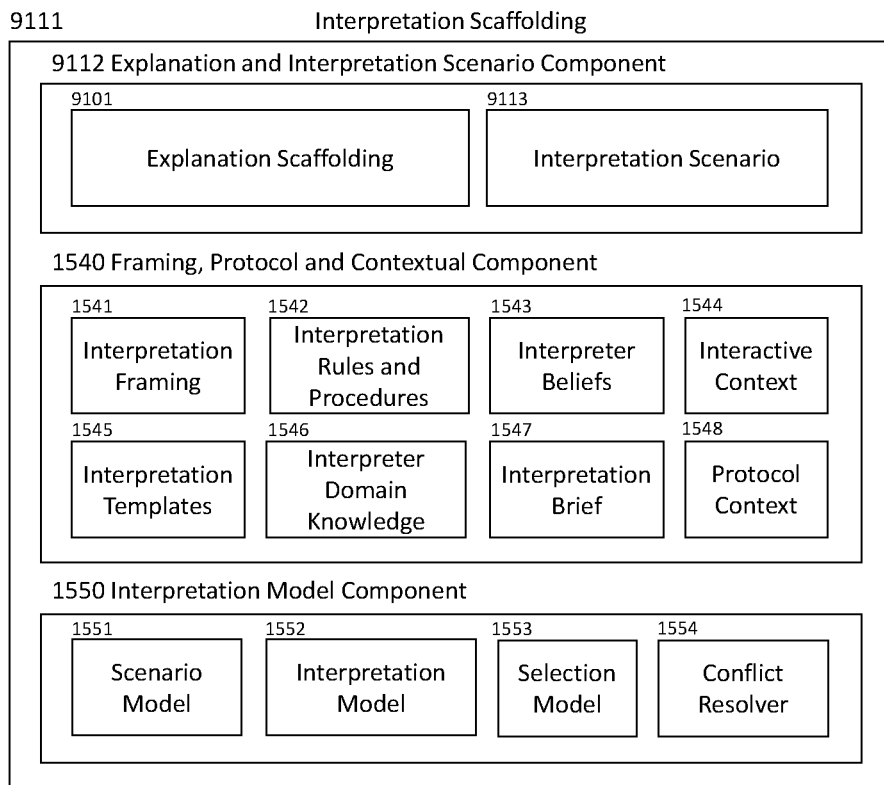 9111 Interpretation Scaffolding
9112 Explanation and Interpretation Scenario Component
9101 9113
Explanation Scaffolding Interpretation Scenario
1540 Framing, Protocol and Contextual Component
1541
Interpretation
Framing
1542
Interpretation
Rules and
Procedures
1543
Interpreter
Beliefs
1544
Interactive
Context
1545
Interpretation
Templates
1546
Interpreter
Domain
Knowledge
1547
Interpretation
Brief
1548
Protocol
Context
1550 Interpretation Model Component
1551
Scenario
Model
1552
Interpretation
Model
1553
Selection
Model
1554
Conflict
Resolver